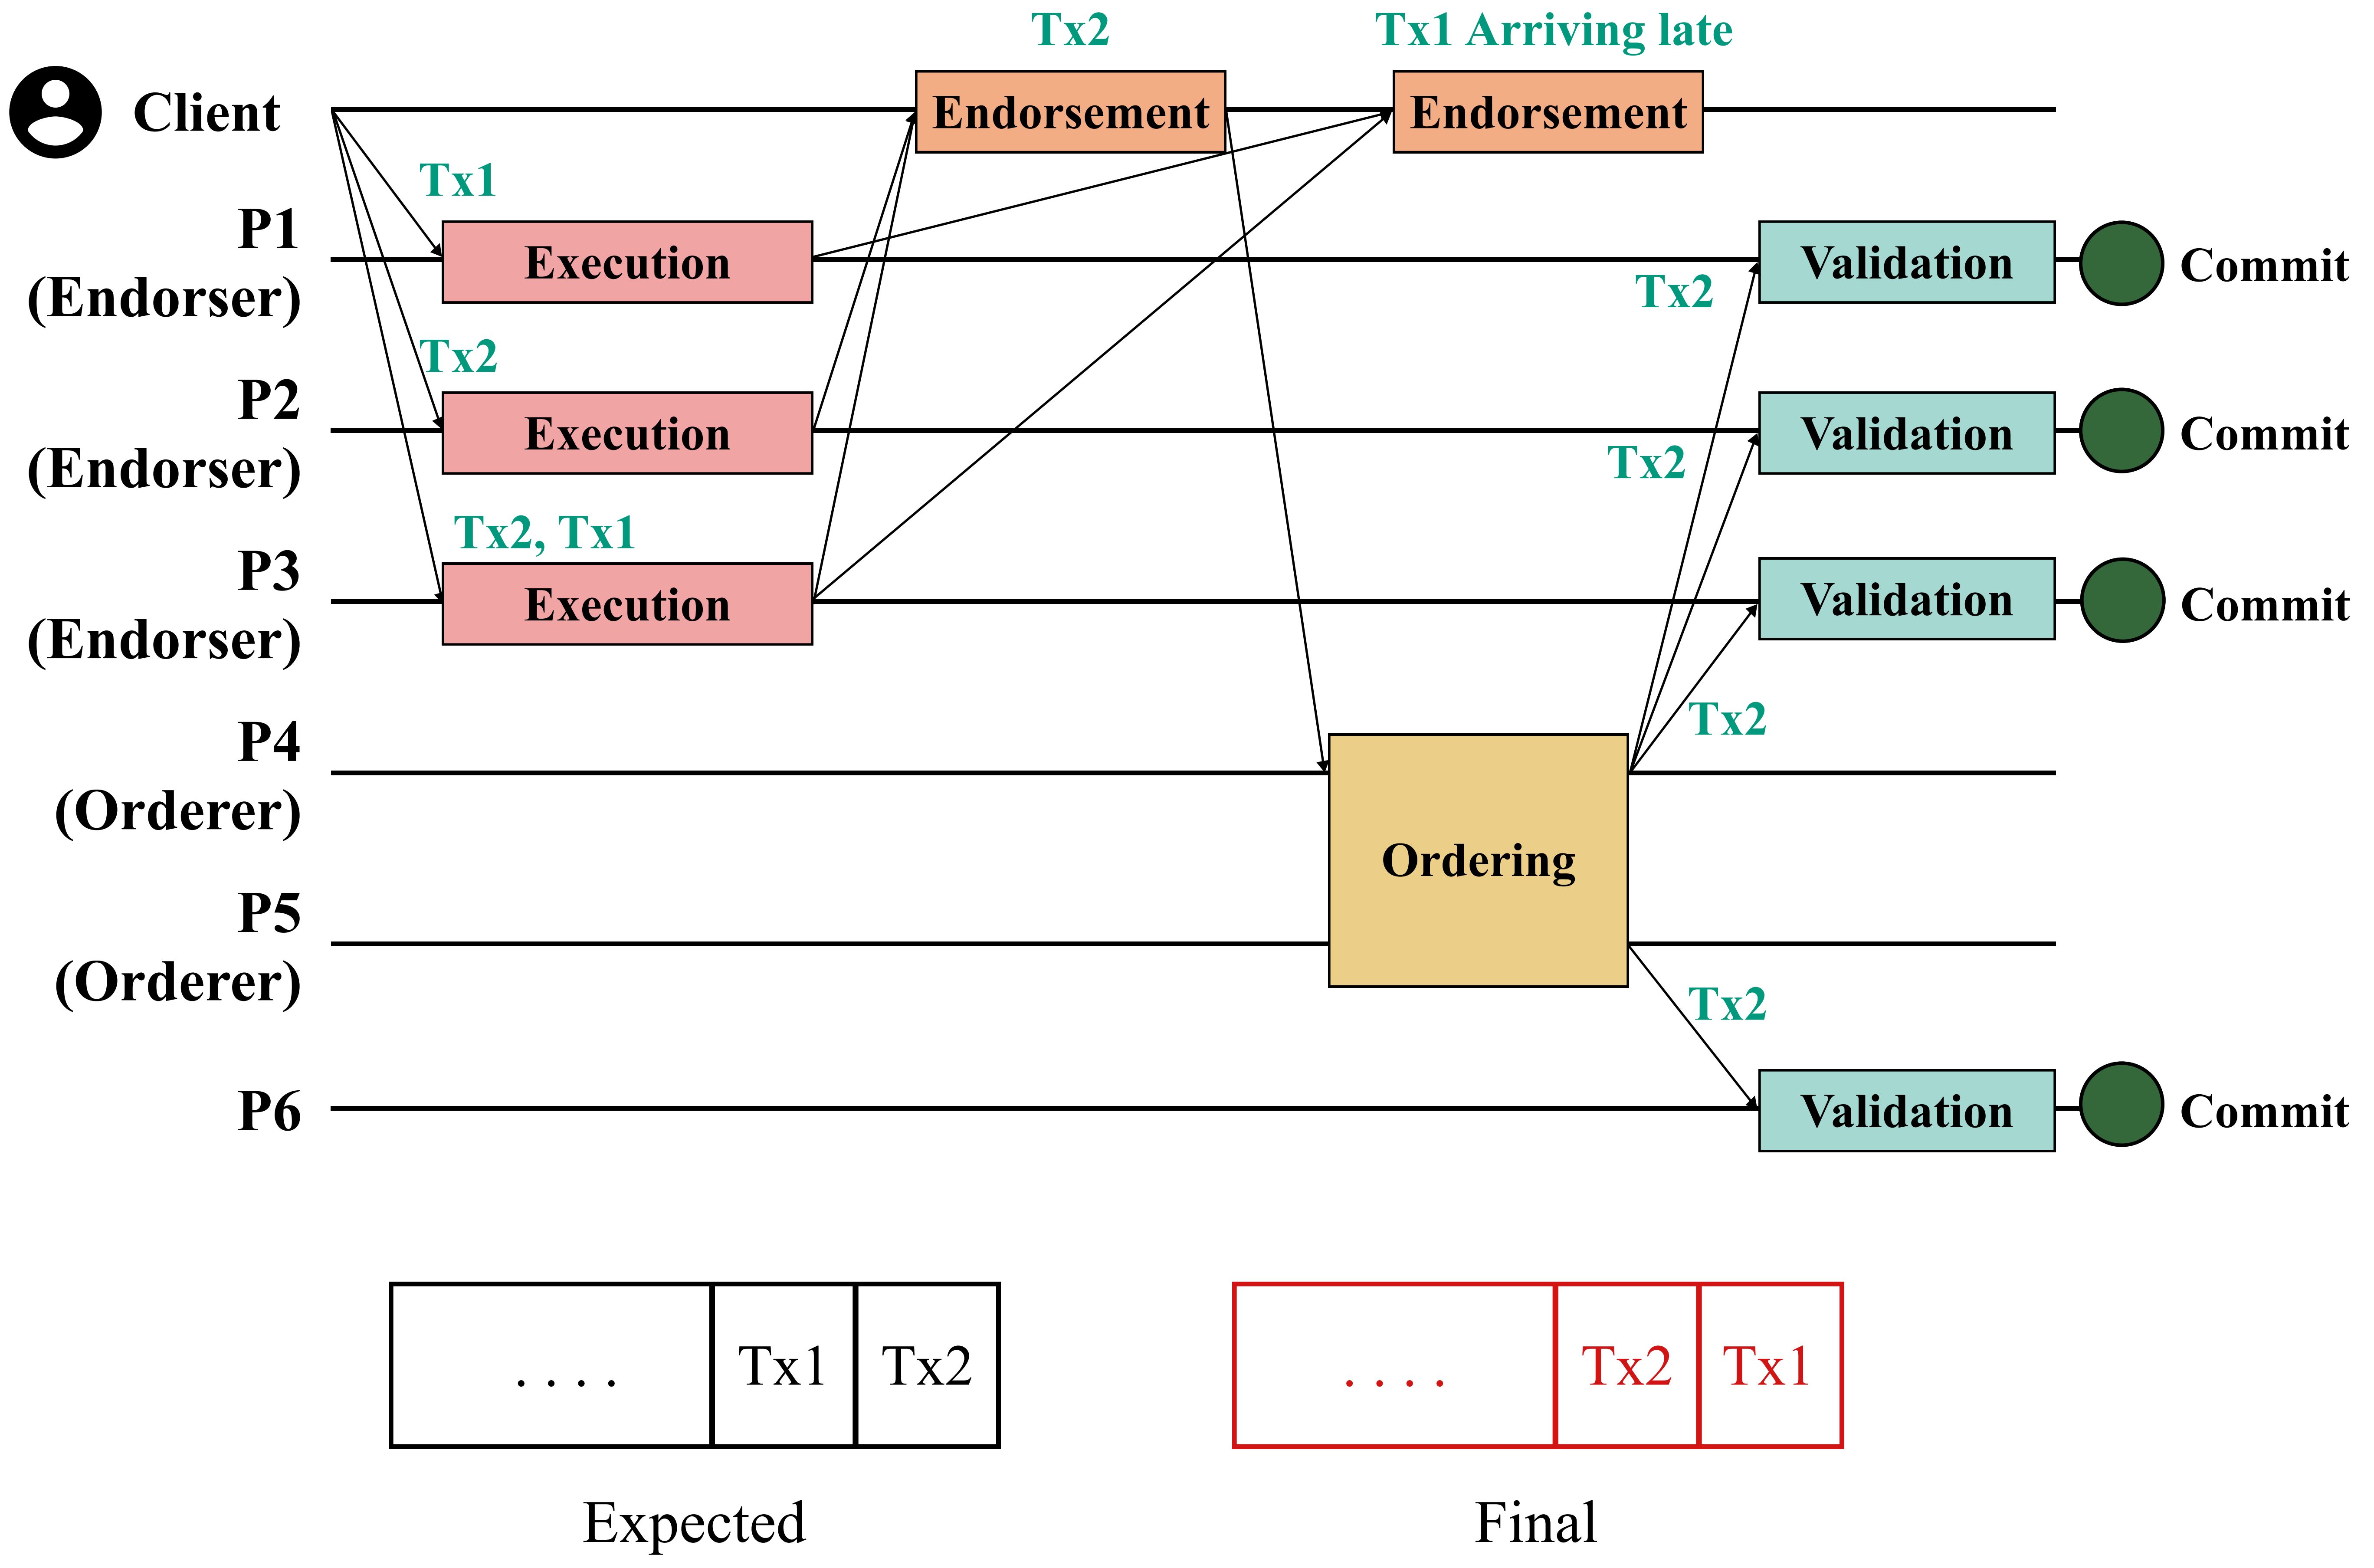 Tx2
Tx1 Arriving late
Client
Endorsement
Endorsement
Tx1
P1
(Endorser)
Execution
Validation
Commit
Tx2
Tx2
P2
(Endorser)
Execution
Validation
Commit
Tx2
Tx2, Tx1
P3
(Endorser)
Execution
Validation
Commit
Tx2
P4
(Orderer)
Ordering
P5
(Orderer)
Tx2
P6
Validation
Commit
. . . .
Tx1
Tx2
. . . .
Tx2
Tx1
Expected
Final